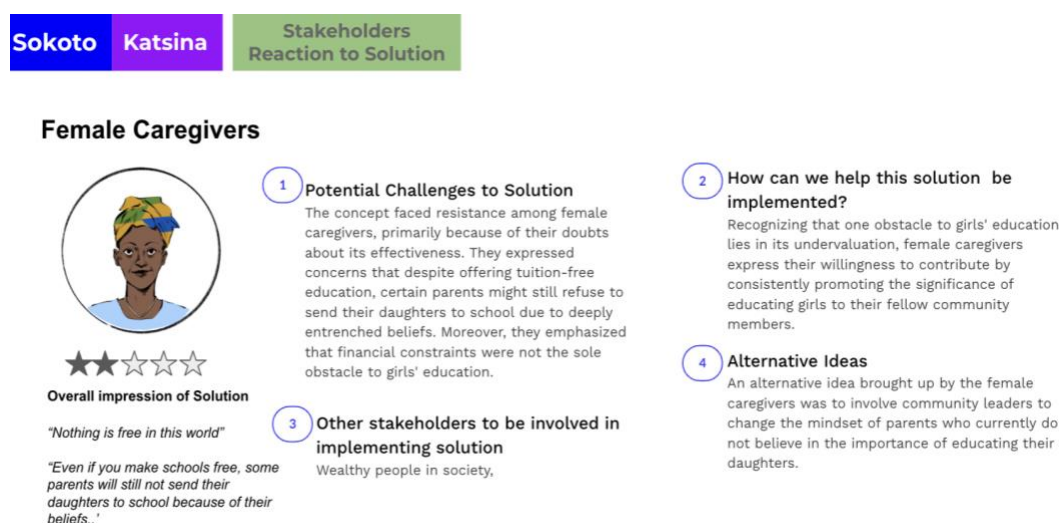 Sokoto Katsina
Stakeholders
Reaction to Solution
Female Caregivers
1 Potential Challenges to Solution
The concept faced resistance among female
caregivers, primarily because of their doubts
about its effectiveness. They expressed
concerns that despite offering tuition-free
education, certain parents might still refuse to
send their daughters to school due to deeply
entrenched beliefs. Moreover, they emphasized
that financial constraints were not the sole
obstacle to girls' education.
2 How can we help this solution be
implemented?
Recognizing that one obstacle to girls' education
lies in its undervaluation, female caregivers
express their willingness to contribute by
consistently promoting the significance of
educating girls to their fellow community
members.
Overall impression of Solution
“Nothing is free in this world”
“Even if you make schools free, some
parents will still not send their
daughters to school because of their
beliefs..’
3 Other stakeholders to be involved in
implementing solution
Wealthy people in society,
4 Alternative Ideas
An alternative idea brought up by the female
caregivers was to involve community leaders to
change the mindset of parents who currently do
not believe in the importance of educating their
daughters.